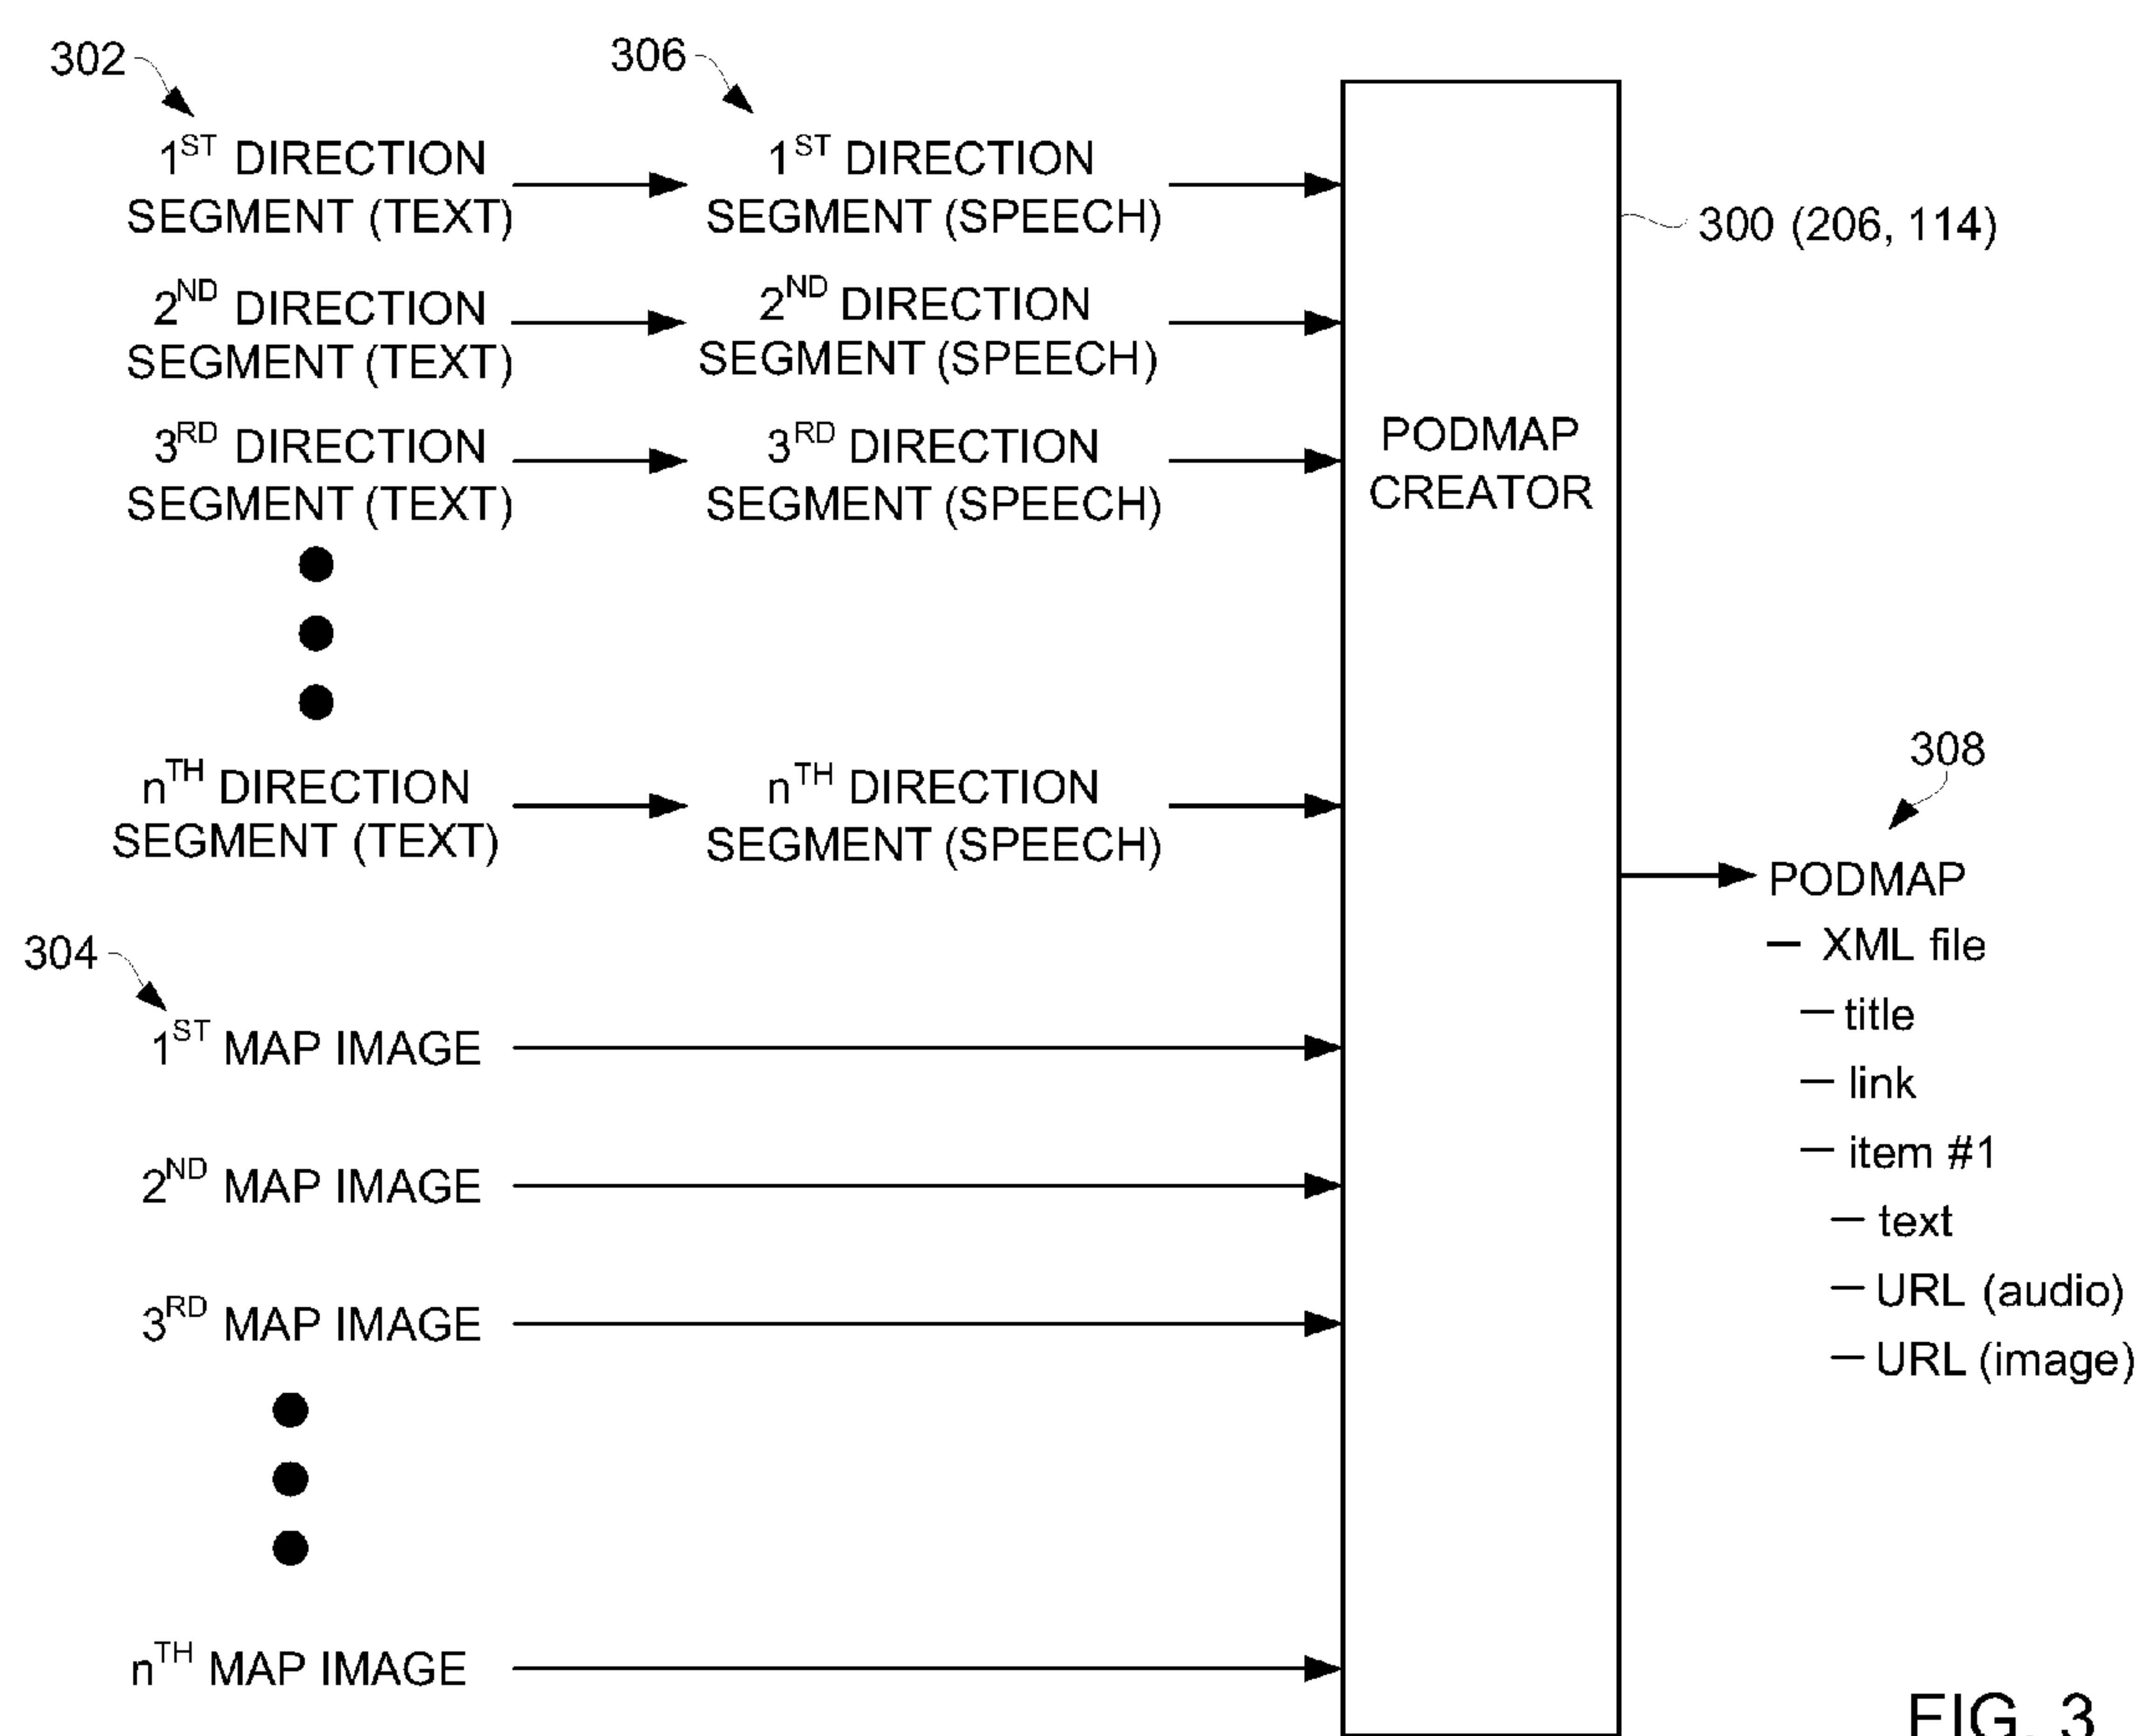 302
306
1ST DIRECTION
SEGMENT (TEXT)
1ST DIRECTION
SEGMENT (SPEECH)
300 (206, 114)
2ND DIRECTION
SEGMENT (TEXT)
2ND DIRECTION
SEGMENT (SPEECH)
3RD DIRECTION
SEGMENT (TEXT)
3RD DIRECTION
SEGMENT (SPEECH)
PODMAP
CREATOR
nTH DIRECTION
SEGMENT (TEXT)
nTH DIRECTION
SEGMENT (SPEECH)
308
PODMAP
— XML file
— title
— link
— item #1
— text
— URL (audio)
— URL (image)
304
1ST MAP IMAGE
2ND MAP IMAGE
3RD MAP IMAGE
nTH MAP IMAGE
FIG. 3